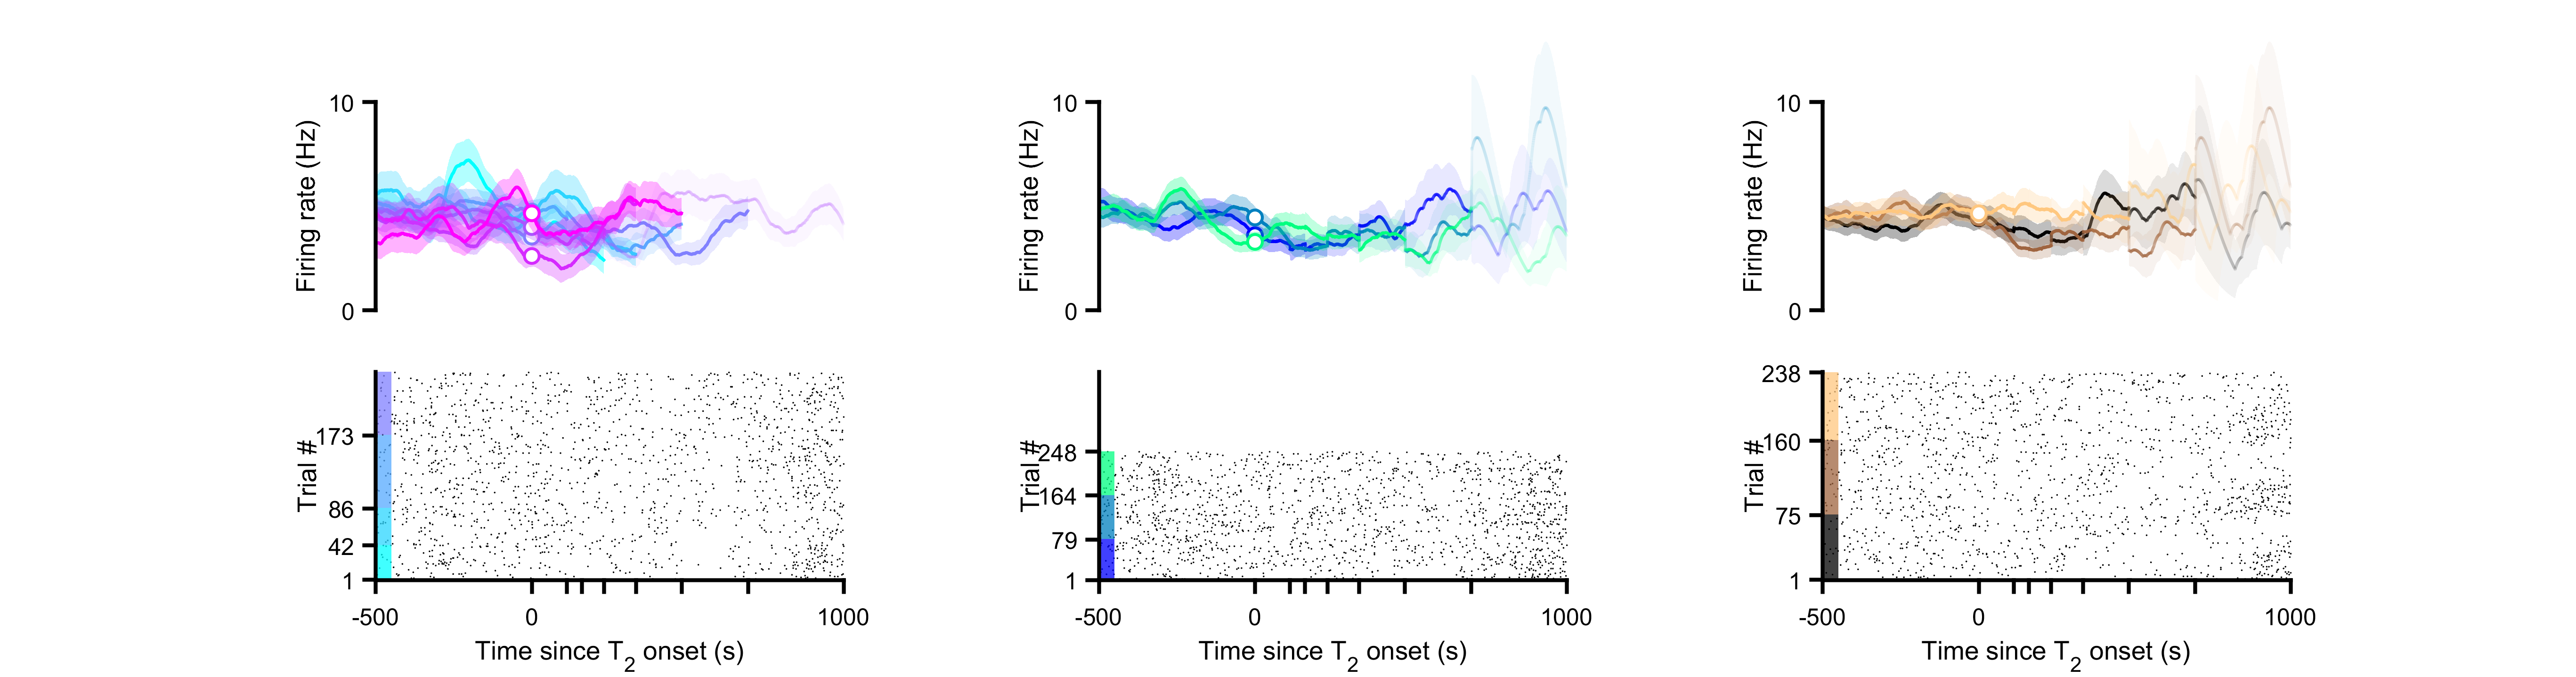 10
Firing rate (Hz)
0
173
Trial #
86
42
1
-500 0 1000
Time since T2 onset (s)
10
Firing rate (Hz)
0
248
Trial #
164
79
1
-500 0 1000
Time since T2 onset (s)
10
Firing rate (Hz)
0
238
160
Trial #
75
1
-500 0 1000
Time since T2 onset (s)